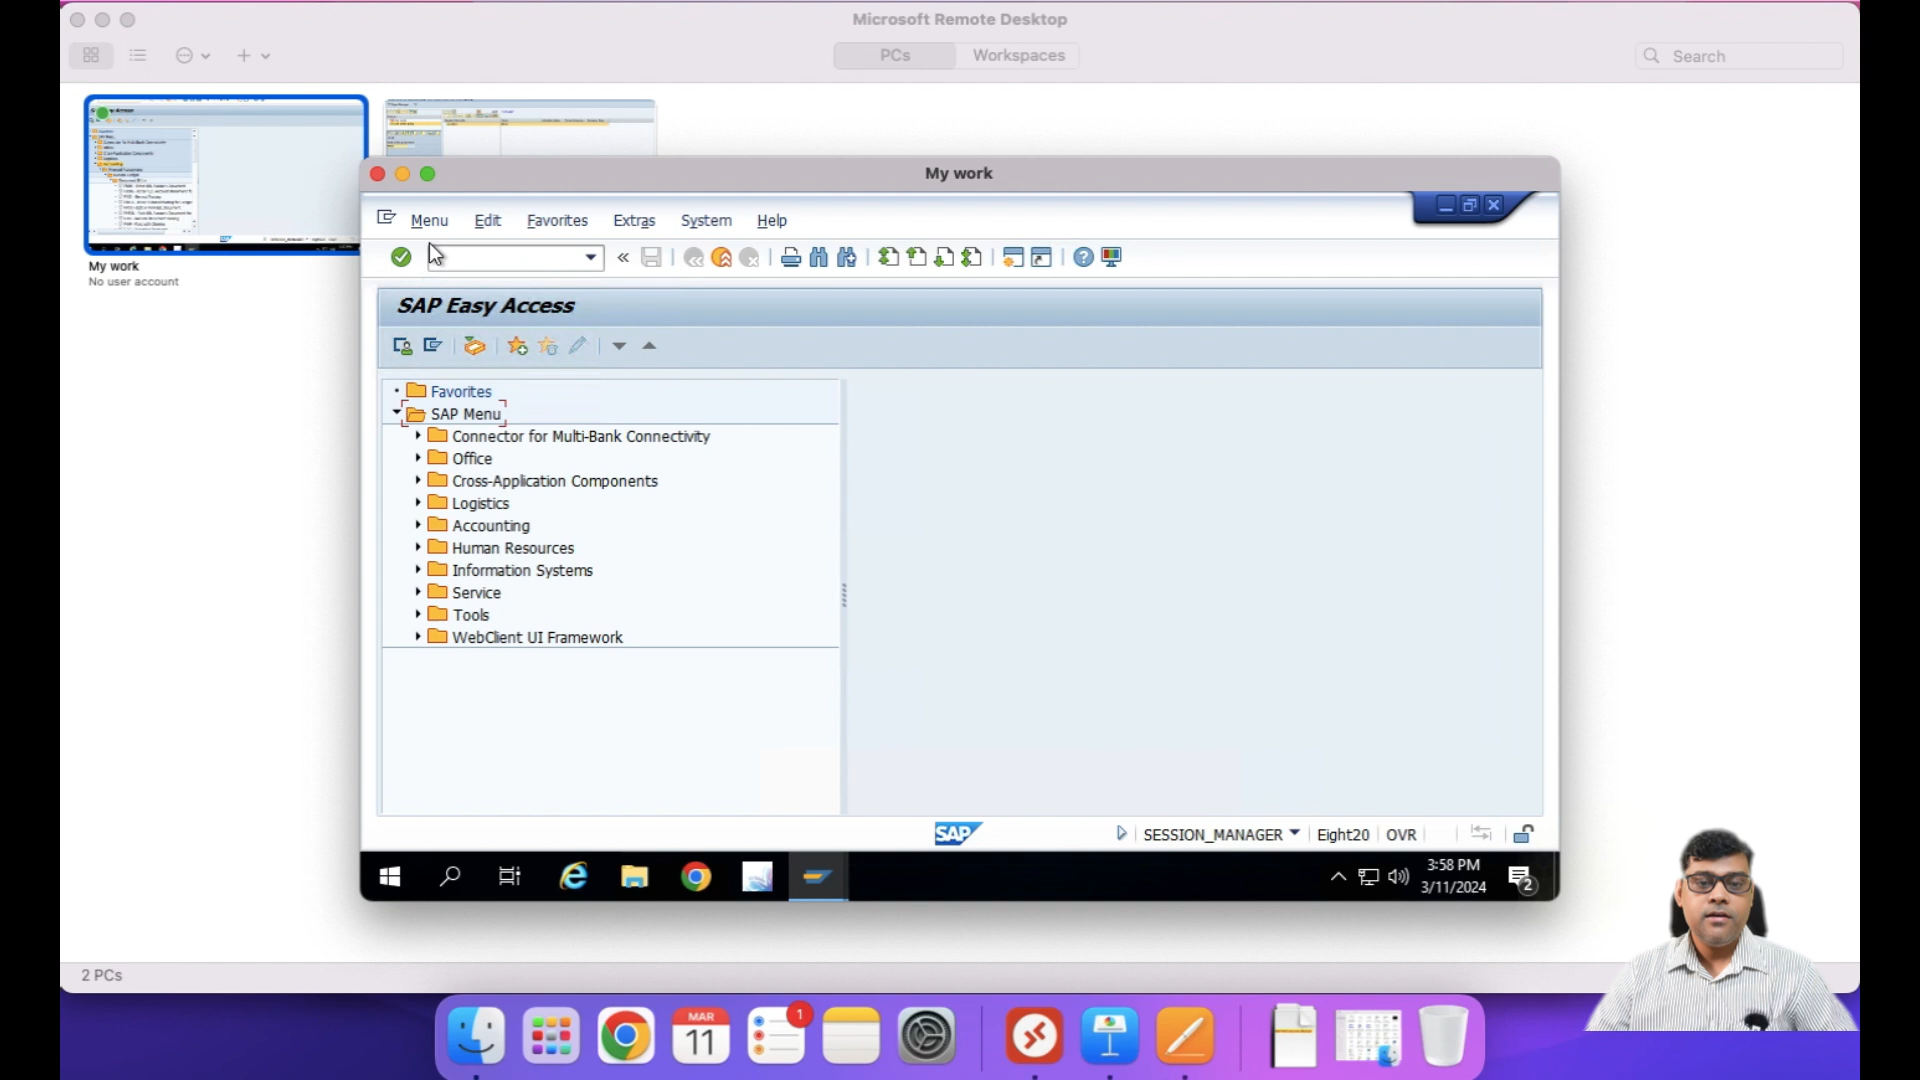 Microsoft Remote Desktop
PCs
Workspaces
Search
My work
No user account
My work
Menu
Edit
Favorites
Extras
System
Help
SAP Easy Access
Favorites
SAP Menu
Connector for Multi-Bank Connectivity
Office
Cross-Application Components
Logistics
Accounting
Human Resources
Information Systems
Service
Tools
WebClient UI Framework
SAP
SESSION_MANAGER
Eight20
OVR
3:58 PM
3/11/2024
2
2 PCs
MAR
11
1